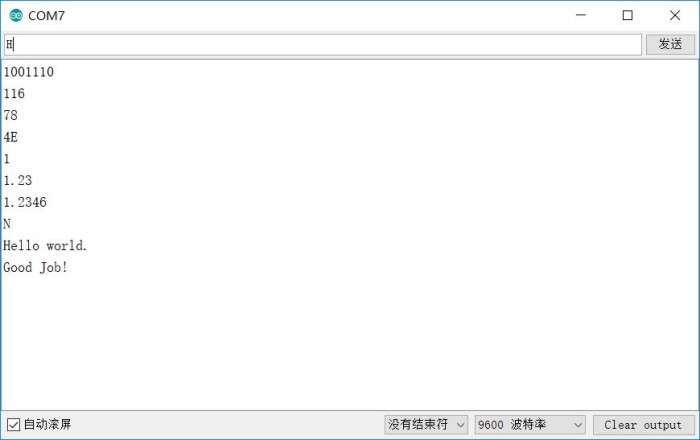 COM7
H
发送
1001110
116
78
4E
1
1.23
1.2346
N
Hello world.
Good Job!
自动滚屏
没有结束符
9600 波特率
Clear output